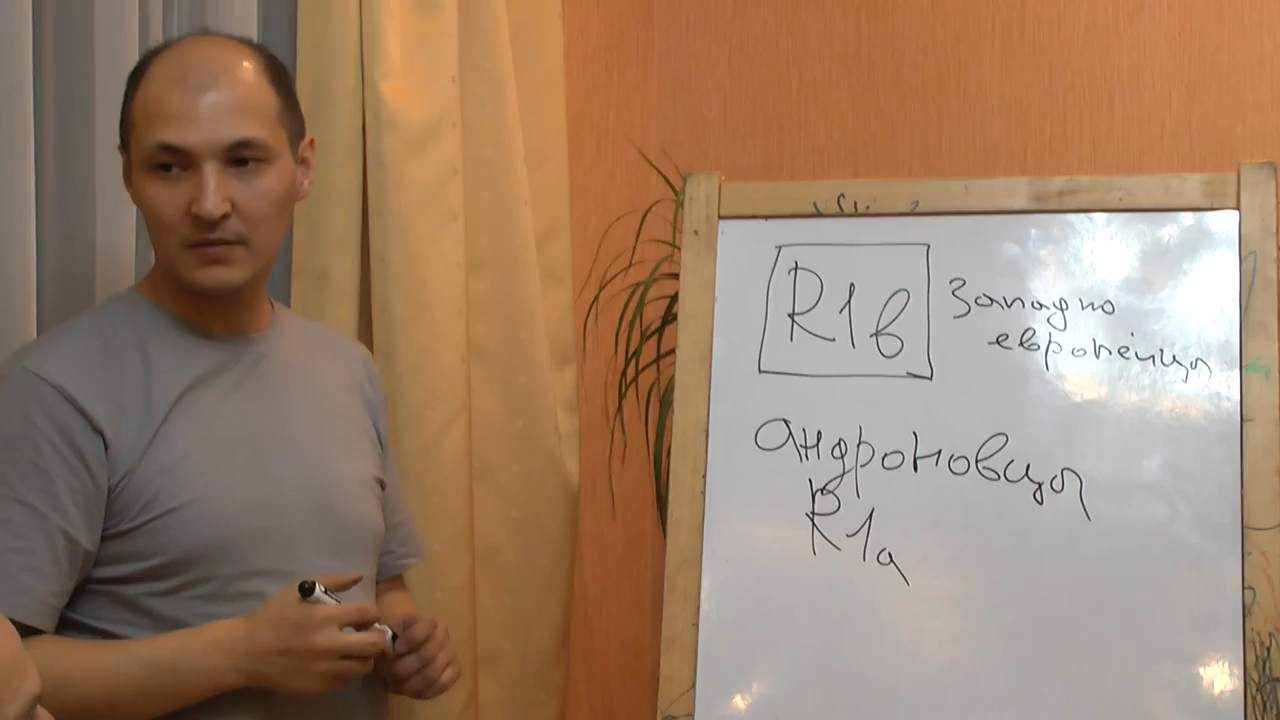 R1в
Западно
европейцы
андроновцы
R1a